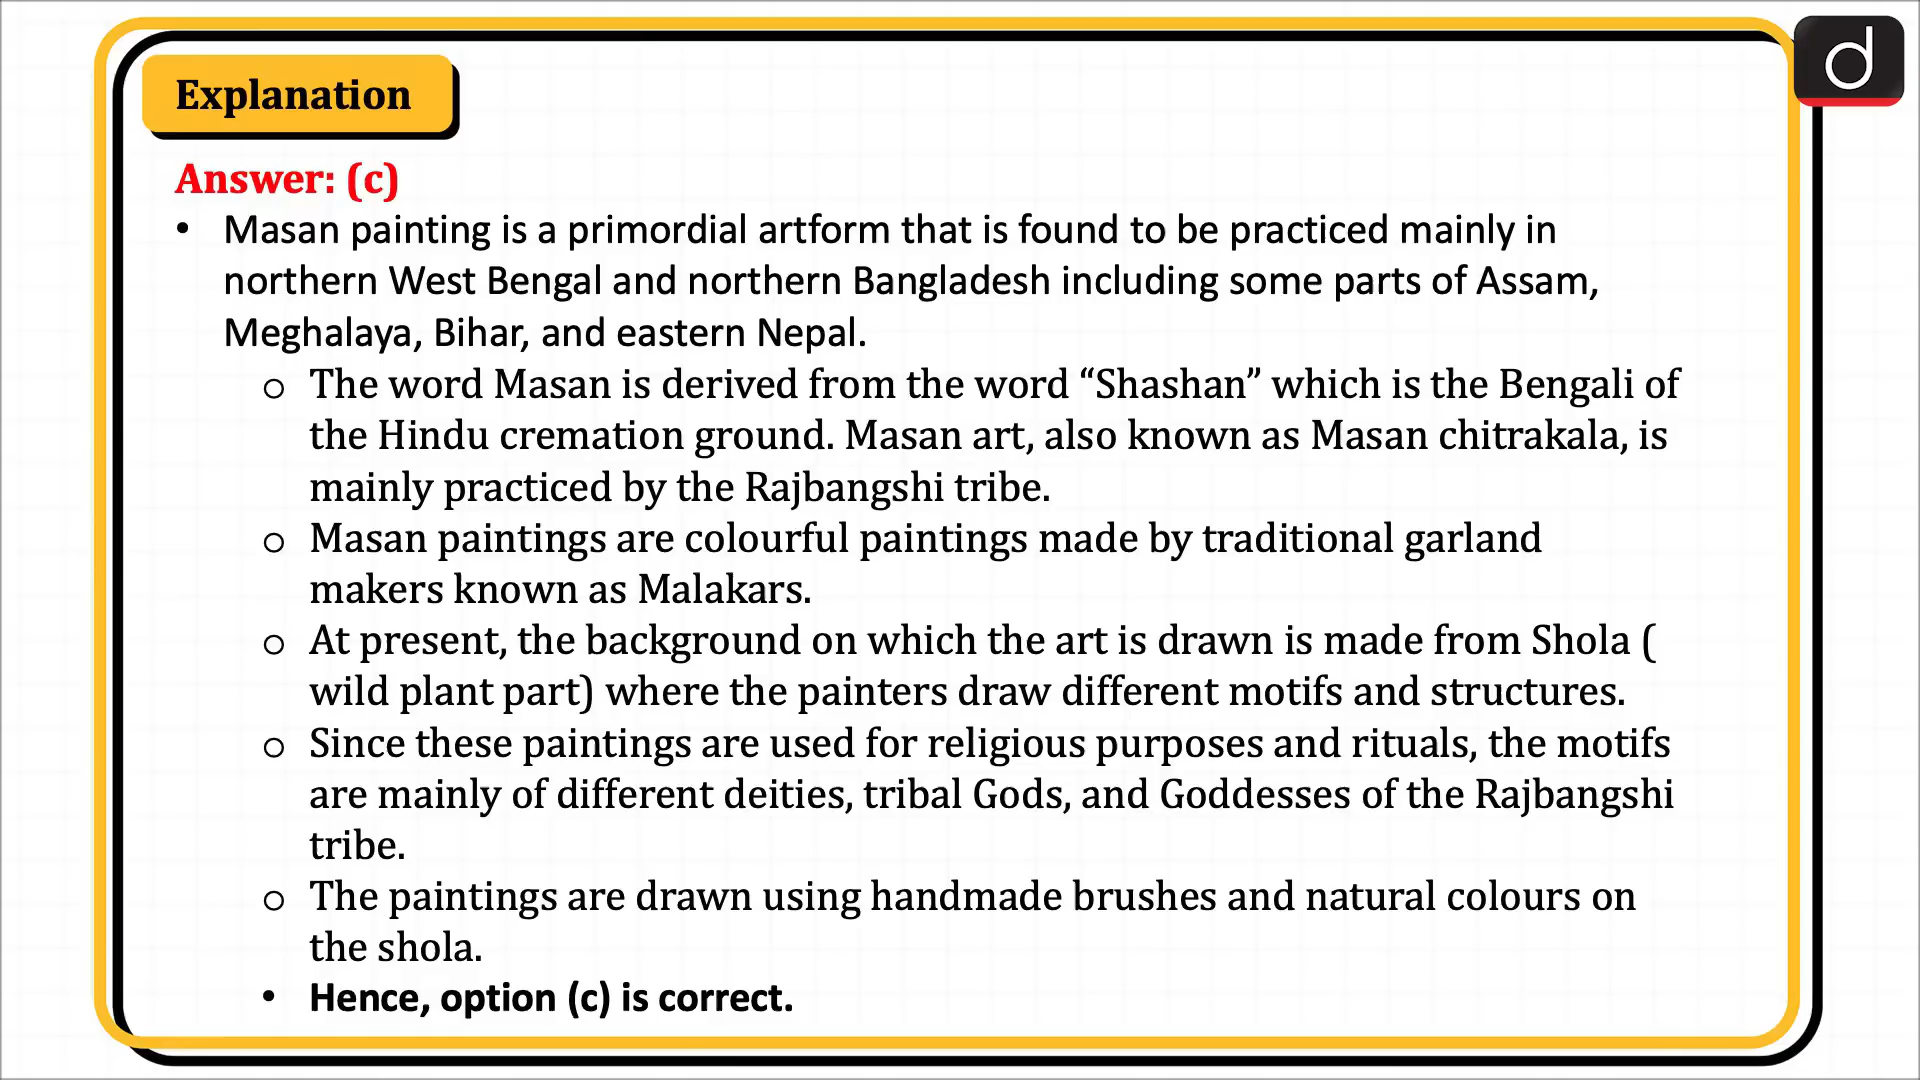 Explanation
d
Answer: (c)
• Masan painting is a primordial artform that is found to be practiced mainly in
northern West Bengal and northern Bangladesh including some parts of Assam,
Meghalaya, Bihar, and eastern Nepal.
o The word Masan is derived from the word “Shashan” which is the Bengali of
the Hindu cremation ground. Masan art, also known as Masan chitrakala, is
mainly practiced by the Rajbangshi tribe.
o Masan paintings are colourful paintings made by traditional garland
makers known as Malakars.
o At present, the background on which the art is drawn is made from Shola (
wild plant part) where the painters draw different motifs and structures.
o Since these paintings are used for religious purposes and rituals, the motifs
are mainly of different deities, tribal Gods, and Goddesses of the Rajbangshi
tribe.
o The paintings are drawn using handmade brushes and natural colours on
the shola.
• Hence, option (c) is correct.